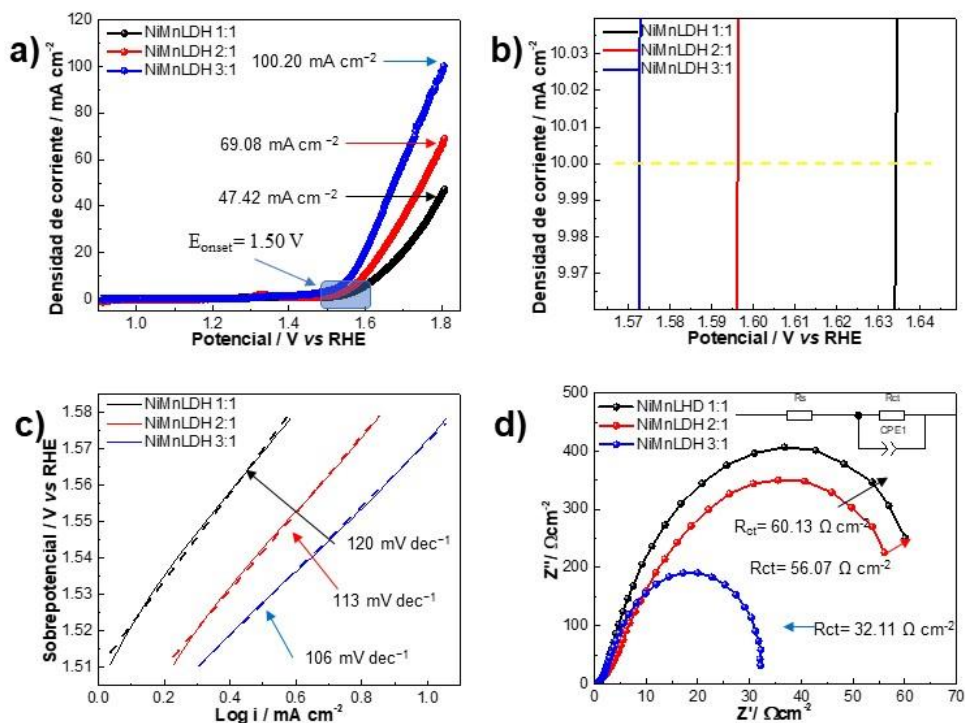 a)
Densidad de corriente / mA cm⁻²
120
100
80
60
40
20
0
NiMnLDH 1:1
NiMnLDH 2:1
NiMnLDH 3:1
100.20 mA cm⁻²
69.08 mA cm⁻²
47.42 mA cm⁻²
Eonset= 1.50 V
1.0 1.2 1.4 1.6 1.8
Potencial / V vs RHE
b)
Densidad de corriente / mA cm⁻²
10.03
10.02
10.01
10.00
9.99
9.98
9.97
NiMnLDH 1:1
NiMnLDH 2:1
NiMnLDH 3:1
1.57 1.58 1.59 1.60 1.61 1.62 1.63 1.64
Potencial / V vs RHE
c)
Sobrepotencial / V vs RHE
1.58
1.57
1.56
1.55
1.54
1.53
1.52
1.51
NiMnLDH 1:1
NiMnLDH 2:1
NiMnLDH 3:1
120 mV dec⁻¹
113 mV dec⁻¹
106 mV dec⁻¹
0.0 0.2 0.4 0.6 0.8 1.0
Log i / mA cm⁻²
d)
Z''/ Ωcm⁻²
500
400
300
200
100
0
NiMnLHD 1:1
NiMnLDH 2:1
NiMnLDH 3:1
Rs Rct
CPE1
Rct= 60.13 Ω cm⁻²
Rct= 56.07 Ω cm⁻²
Rct= 32.11 Ω cm⁻²
0 10 20 30 40 50 60 70
Z'/ Ωcm⁻²